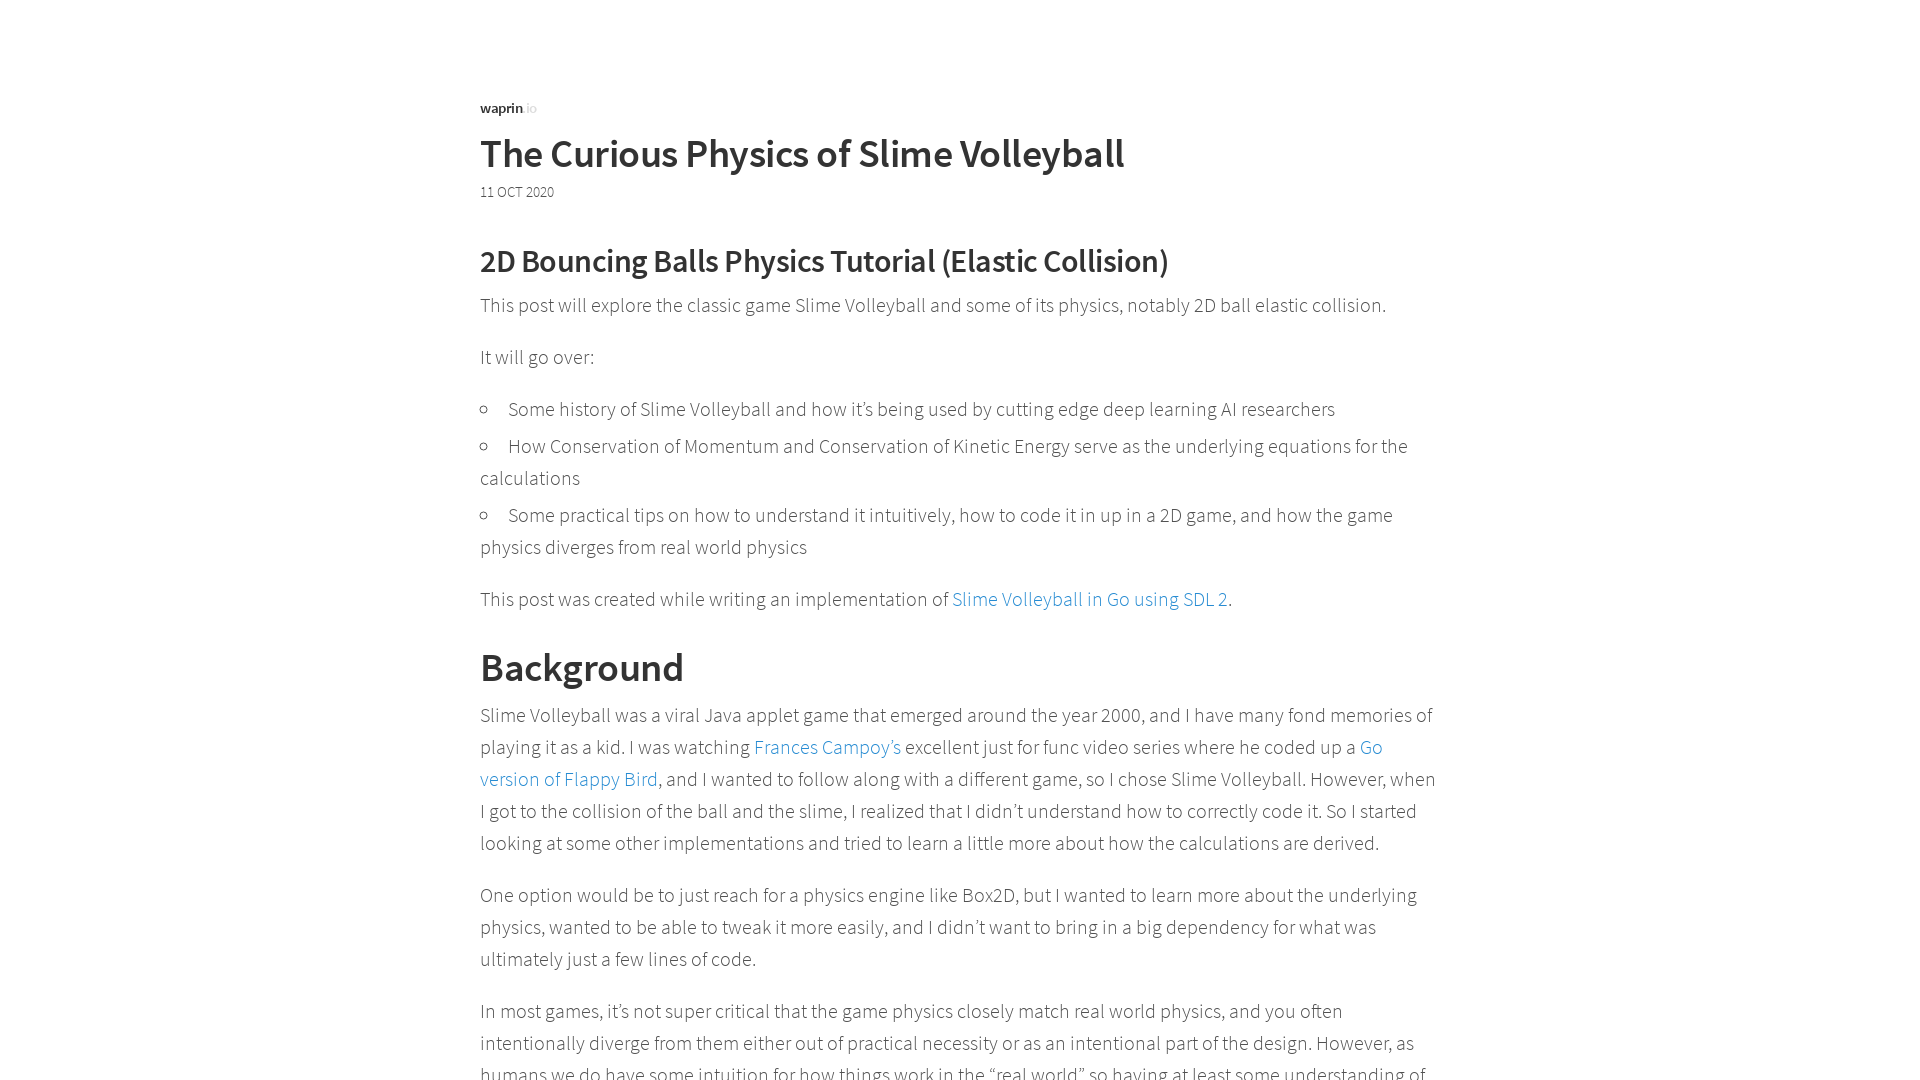 waprin.io
The Curious Physics of Slime Volleyball
11 OCT 2020
2D Bouncing Balls Physics Tutorial (Elastic Collision)
This post will explore the classic game Slime Volleyball and some of its physics, notably 2D ball elastic collision.
It will go over:
Some history of Slime Volleyball and how it’s being used by cutting edge deep learning AI researchers
How Conservation of Momentum and Conservation of Kinetic Energy serve as the underlying equations for the
calculations
Some practical tips on how to understand it intuitively, how to code it in up in a 2D game, and how the game
physics diverges from real world physics
This post was created while writing an implementation of Slime Volleyball in Go using SDL 2.
Background
Slime Volleyball was a viral Java applet game that emerged around the year 2000, and I have many fond memories of
playing it as a kid. I was watching Frances Campoy’s excellent just for func video series where he coded up a Go
version of Flappy Bird, and I wanted to follow along with a different game, so I chose Slime Volleyball. However, when
I got to the collision of the ball and the slime, I realized that I didn’t understand how to correctly code it. So I started
looking at some other implementations and tried to learn a little more about how the calculations are derived.
One option would be to just reach for a physics engine like Box2D, but I wanted to learn more about the underlying
physics, wanted to be able to tweak it more easily, and I didn’t want to bring in a big dependency for what was
ultimately just a few lines of code.
In most games, it’s not super critical that the game physics closely match real world physics, and you often
intentionally diverge from them either out of practical necessity or as an intentional part of the design. However, as
humans we do have some intuition for how things work in the “real world” so having at least some understanding of